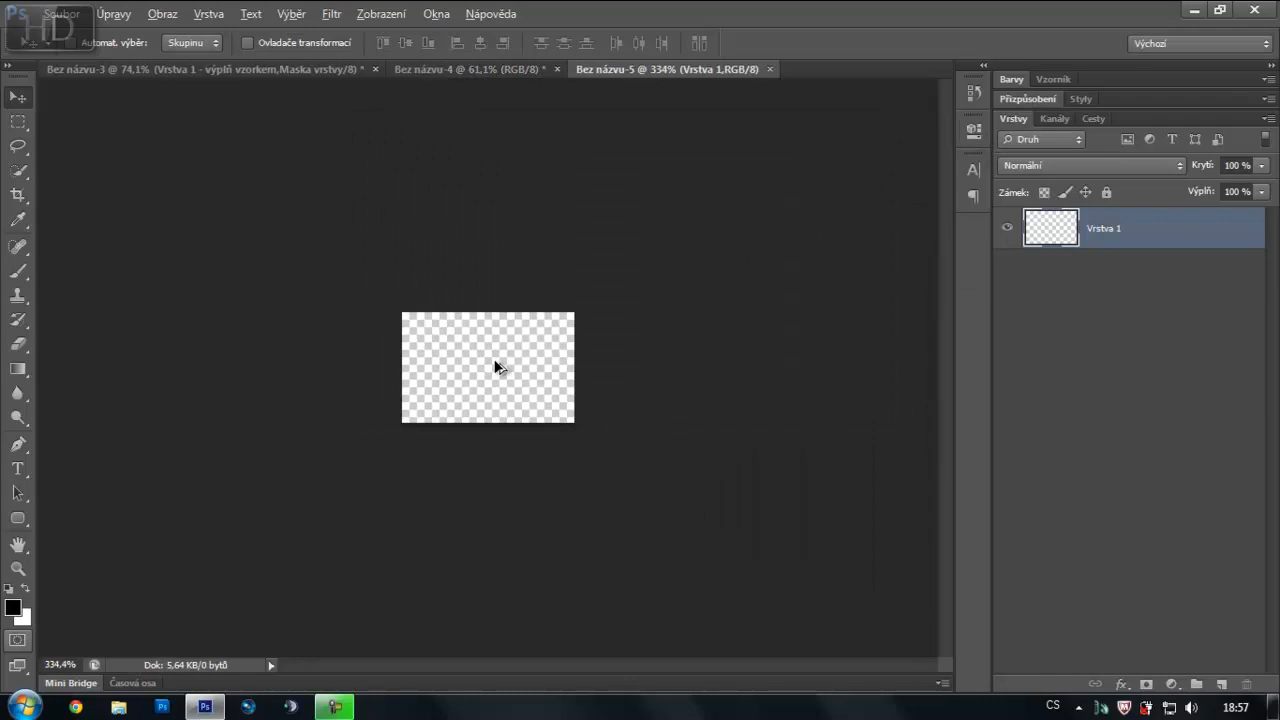 Ps Soubor Úpravy Obraz Vrstva Text Výběr Filtr Zobrazení Okna Nápověda
HD
Automat. výběr: Skupinu Ovladače transformací Výchozí
Bez názvu-3 @ 74,1% (Vrstva 1 - výplň vzorkem,Maska vrstvy/8) * × Bez názvu-4 @ 61,1% (RGB/8) * × Bez názvu-5 @ 334% (Vrstva 1,RGB/8) ×
Barvy Vzorník
Přizpůsobení Styly
Vrstvy Kanály Cesty
Druh
Normální Krytí: 100 %
Zámek: Výplň: 100 %
Vrstva 1
334,4% Dok: 5,64 KB/0 bytů
Mini Bridge Časová osa
CS 18:57